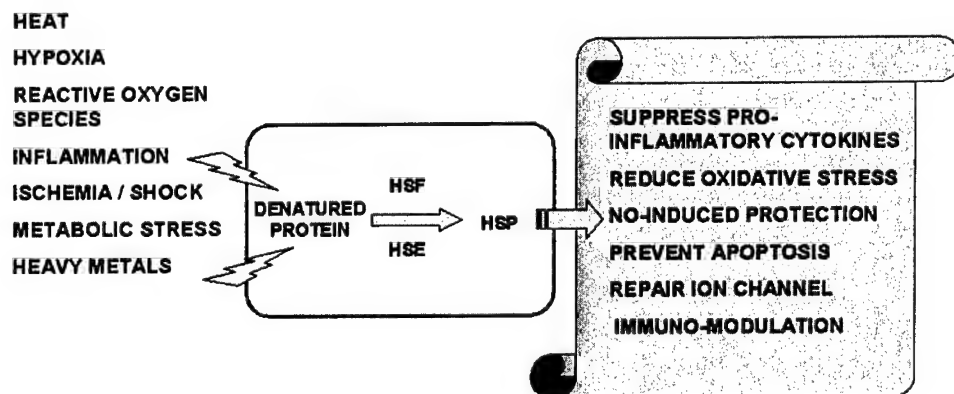 HEAT
HYPOXIA
REACTIVE OXYGEN
SPECIES
INFLAMMATION
ISCHEMIA / SHOCK
METABOLIC STRESS
HEAVY METALS
DENATURED
PROTEIN
HSF
HSE
HSP
SUPPRESS PRO-
INFLAMMATORY CYTOKINES
REDUCE OXIDATIVE STRESS
NO-INDUCED PROTECTION
PREVENT APOPTOSIS
REPAIR ION CHANNEL
IMMUNO-MODULATION